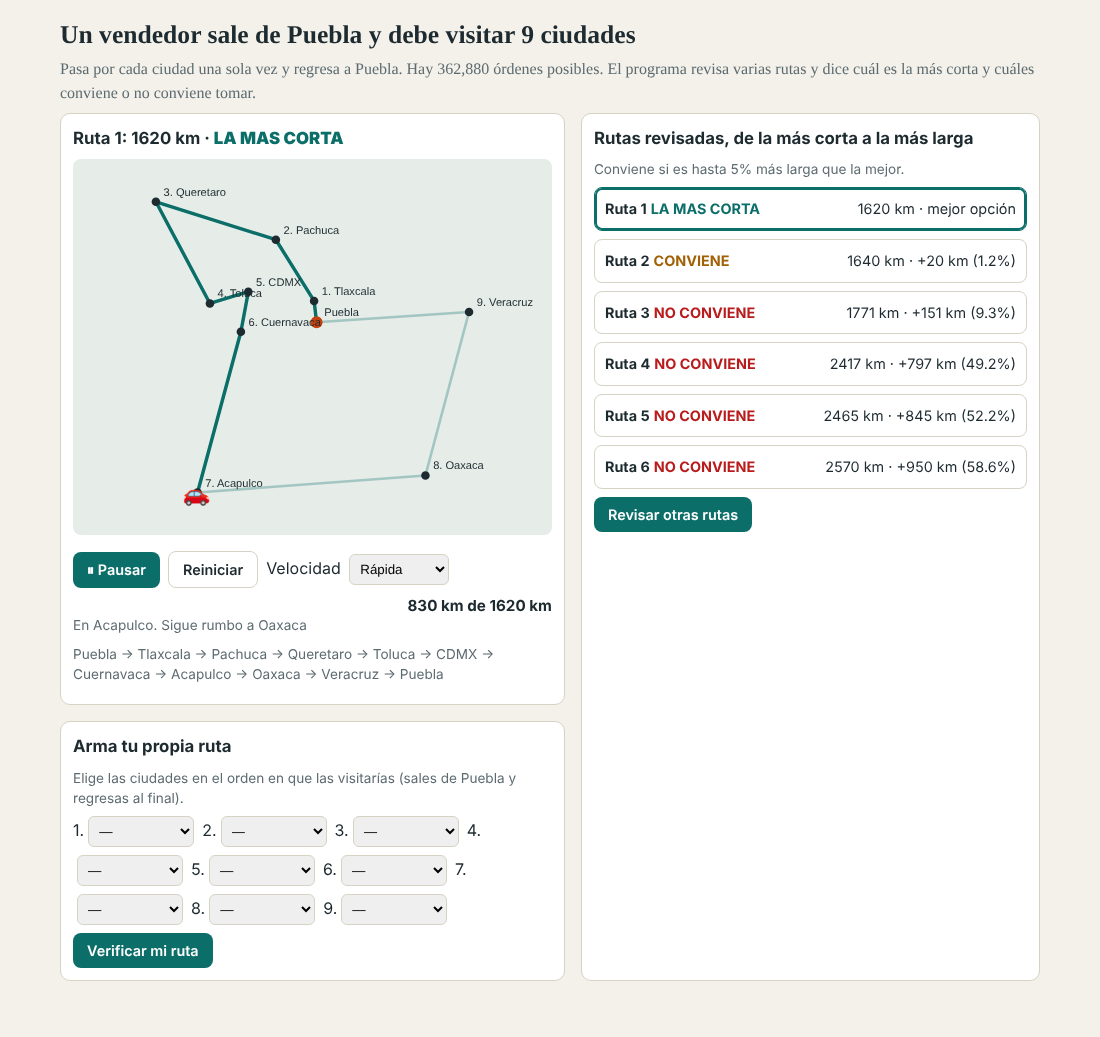 Un vendedor sale de Puebla y debe visitar 9 ciudades
Pasa por cada ciudad una sola vez y regresa a Puebla. Hay 362,880 órdenes posibles. El programa revisa varias rutas y dice cuál es la más corta y cuáles
conviene o no conviene tomar.
Ruta 1: 1620 km · LA MAS CORTA
3. Queretaro
2. Pachuca
5. CDMX
4. Toluca
1. Tlaxcala
9. Veracruz
Puebla
6. Cuernavaca
8. Oaxaca
7. Acapulco
Pausar
Reiniciar
Velocidad
Rápida
830 km de 1620 km
En Acapulco. Sigue rumbo a Oaxaca
Puebla → Tlaxcala → Pachuca → Queretaro → Toluca → CDMX →
Cuernavaca → Acapulco → Oaxaca → Veracruz → Puebla
Arma tu propia ruta
Elige las ciudades en el orden en que las visitarías (sales de Puebla y
regresas al final).
1. — 2. — 3. — 4.
— 5. — 6. — 7.
— 8. — 9. —
Verificar mi ruta
Rutas revisadas, de la más corta a la más larga
Conviene si es hasta 5% más larga que la mejor.
Ruta 1 LA MAS CORTA 1620 km · mejor opción
Ruta 2 CONVIENE 1640 km · +20 km (1.2%)
Ruta 3 NO CONVIENE 1771 km · +151 km (9.3%)
Ruta 4 NO CONVIENE 2417 km · +797 km (49.2%)
Ruta 5 NO CONVIENE 2465 km · +845 km (52.2%)
Ruta 6 NO CONVIENE 2570 km · +950 km (58.6%)
Revisar otras rutas